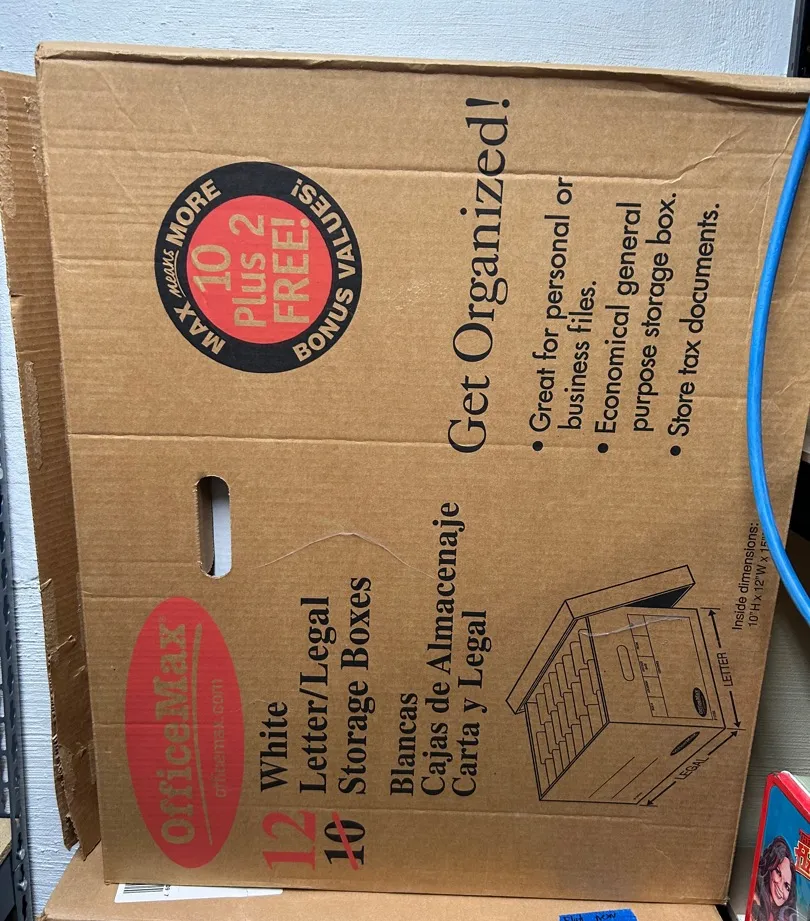 OfficeMax
officemax.com
12
10
White
Letter/Legal
Storage Boxes
Blancas
Cajas de Almacenaje
Carta y Legal
MAX means MORE
10
Plus 2
FREE!
BONUS VALUES!
Get Organized!
• Great for personal or
business files.
• Economical general
purpose storage box.
• Store tax documents.
Inside dimensions:
10"H x 12"W x
LEGAL
LETTER